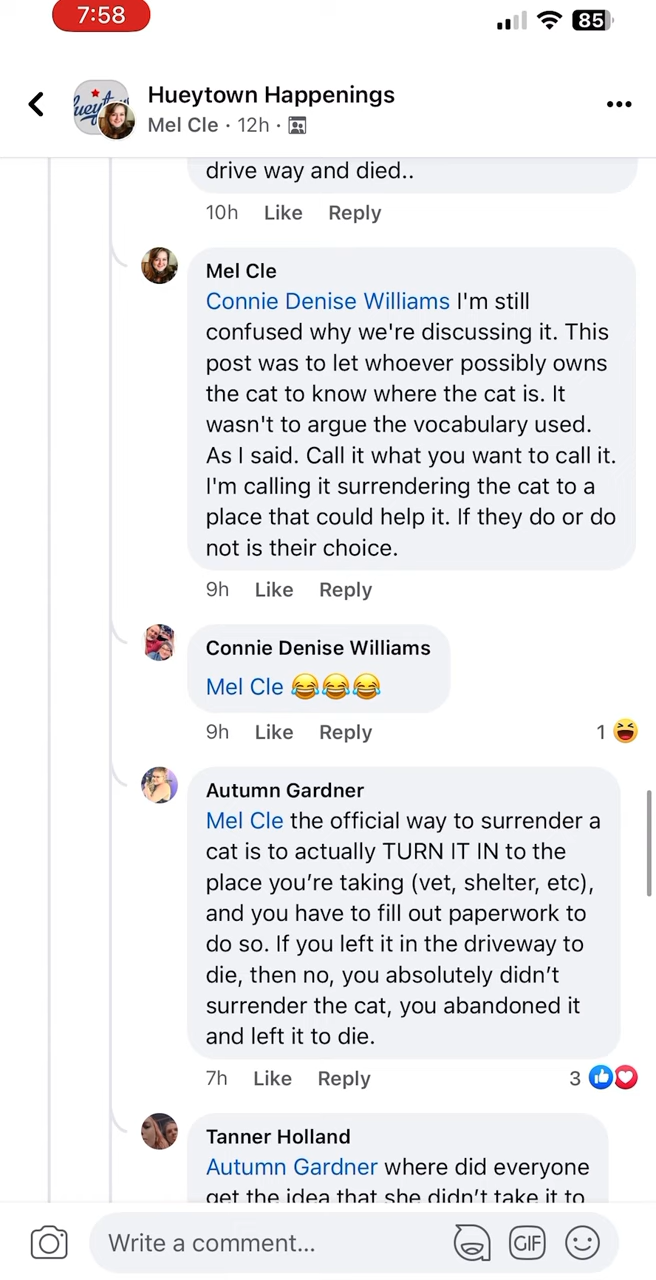 7:58
85
Hueytown Happenings
Mel Cle · 12h ·
drive way and died..
10h Like Reply
Mel Cle
Connie Denise Williams I'm still
confused why we're discussing it. This
post was to let whoever possibly owns
the cat to know where the cat is. It
wasn't to argue the vocabulary used.
As I said. Call it what you want to call it.
I'm calling it surrendering the cat to a
place that could help it. If they do or do
not is their choice.
9h Like Reply
Connie Denise Williams
Mel Cle 😂😂😂
9h Like Reply 1
Autumn Gardner
Mel Cle the official way to surrender a
cat is to actually TURN IT IN to the
place you're taking (vet, shelter, etc),
and you have to fill out paperwork to
do so. If you left it in the driveway to
die, then no, you absolutely didn't
surrender the cat, you abandoned it
and left it to die.
7h Like Reply 3
Tanner Holland
Autumn Gardner where did everyone
get the idea that she didn't take it to
Write a comment...
GIF